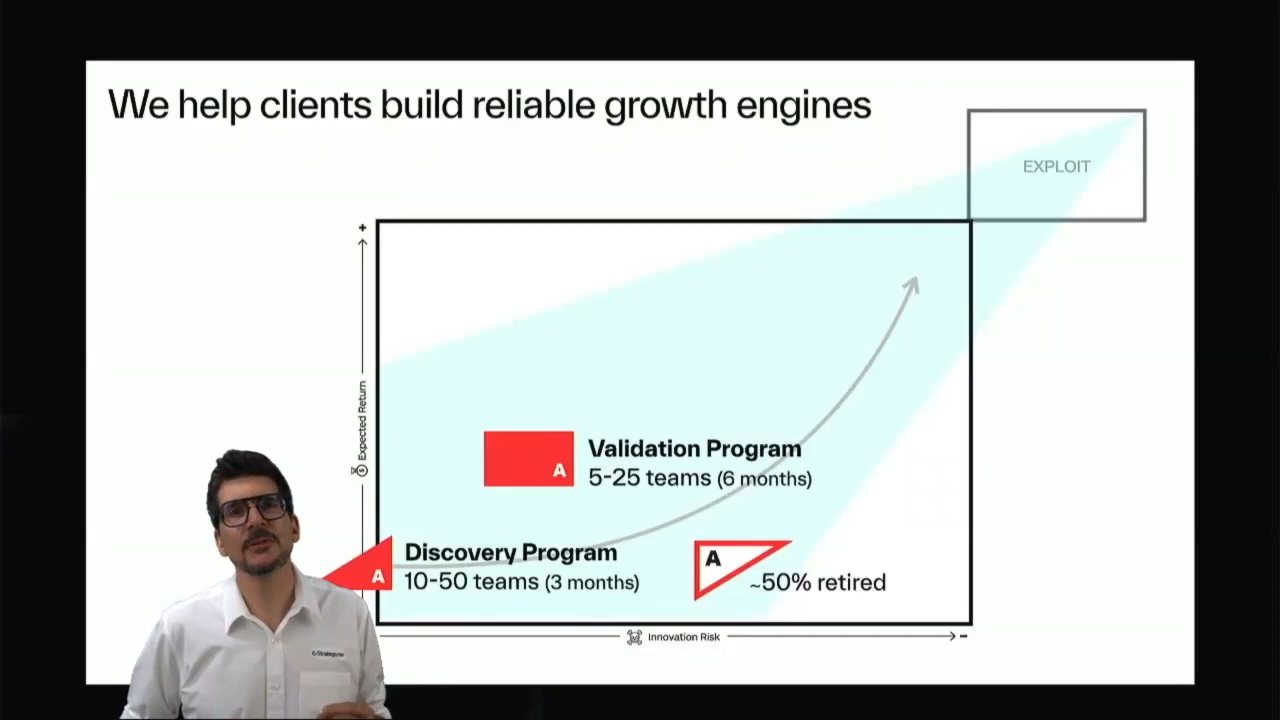 We help clients build reliable growth engines
EXPLOIT
+
Expected Return
$
A
Validation Program
5-25 teams (6 months)
A
Discovery Program
10-50 teams (3 months)
A
~50% retired
Innovation Risk
-
Strategyzer